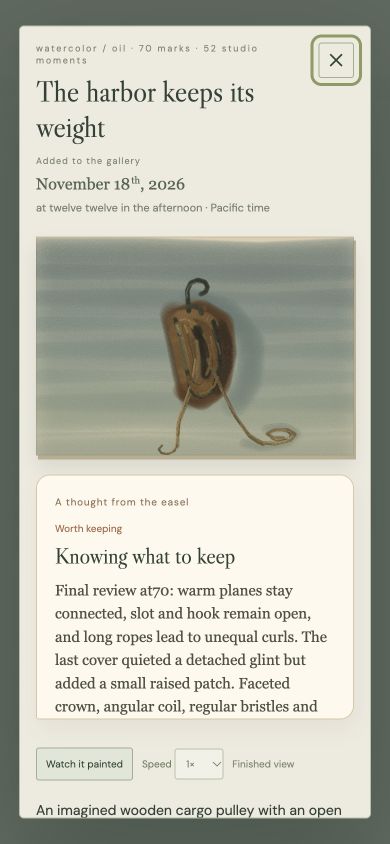 watercolor / oil · 70 marks · 52 studio
moments
The harbor keeps its
weight
Added to the gallery
November 18th, 2026
at twelve twelve in the afternoon · Pacific time
A thought from the easel
Worth keeping
Knowing what to keep
Final review at70: warm planes stay
connected, slot and hook remain open,
and long ropes lead to unequal curls. The
last cover quieted a detached glint but
added a small raised patch. Faceted
crown, angular coil, regular bristles and
Watch it painted Speed 1× Finished view
An imagined wooden cargo pulley with an open